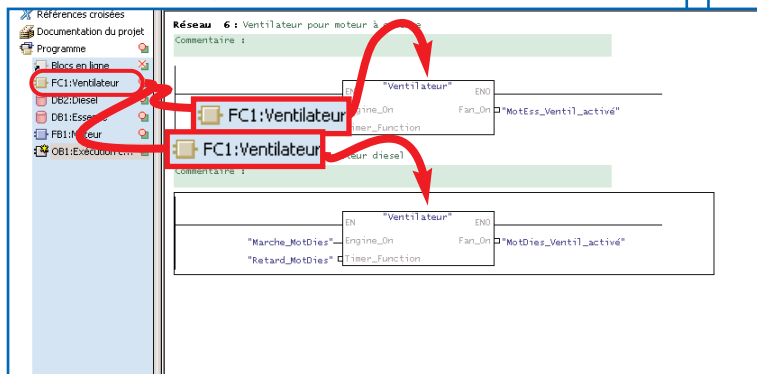 Références croisées
Documentation du projet
Programme
Blocs en ligne
FC1:Ventilateur
DB2:Diesel
DB1:Essence
FB1:Moteur
OB1:Exécution c...
Réseau 6 : Ventilateur pour moteur à
Commentaire :
"Ventilateur"
EN ENO
Engine_On Fan_On "MotEss_Ventil_activé"
Timer_Function
FC1:Ventilateur
FC1:Ventilateur
diesel
Commentaire :
"Ventilateur"
EN ENO
"Marche_MotDies" Engine_On Fan_On "MotDies_Ventil_activé"
"Retard_MotDies" Timer_Function